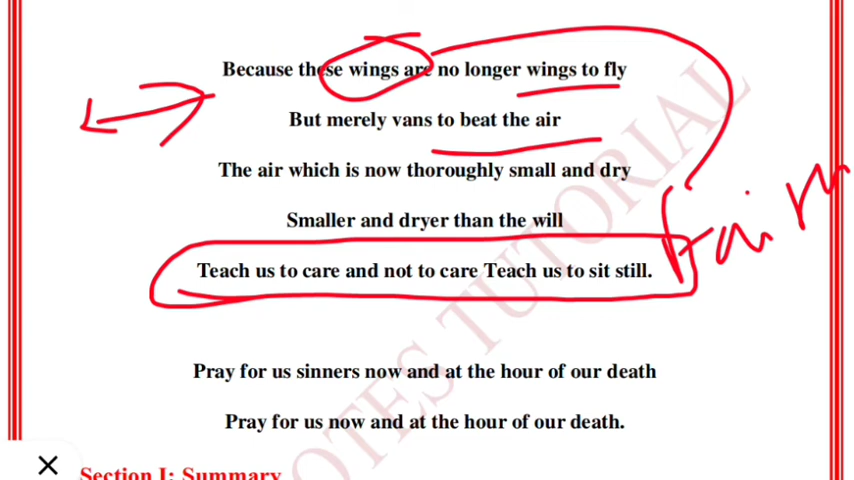 Because these wings are no longer wings to fly
But merely vans to beat the air
The air which is now thoroughly small and dry
Smaller and dryer than the will
Teach us to care and not to care Teach us to sit still.
Pray for us sinners now and at the hour of our death
Pray for us now and at the hour of our death.
Section I: Summary
OTES TUTORIAL